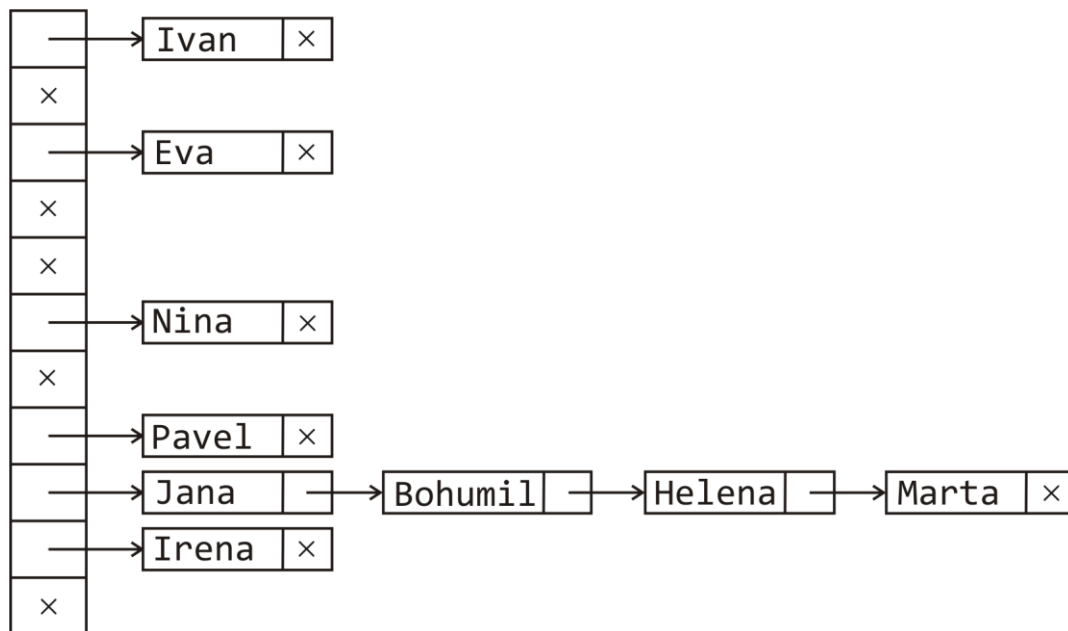 Ivan ×
×
Eva ×
×
×
Nina ×
×
Pavel ×
Jana Bohumil Helena Marta ×
Irena ×
×